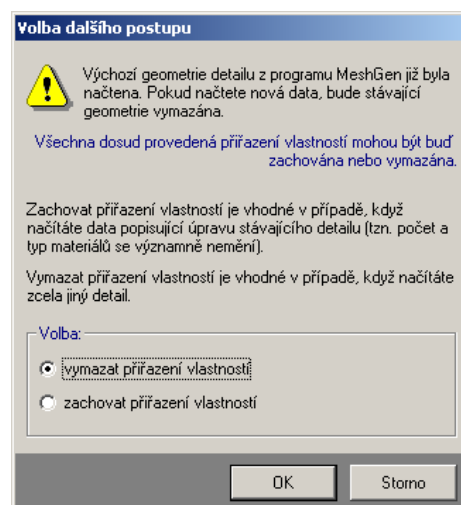 Volba dalšího postupu
Výchozí geometrie detailu z programu MeshGen již byla
načtena. Pokud načtete nová data, bude stávající
geometrie vymazána.
Všechna dosud provedená přiřazení vlastností mohou být buď
zachována nebo vymazána.
Zachovat přiřazení vlastností je vhodné v případě, když
načítáte data popisující úpravu stávajícího detailu (tzn. počet a
typ materiálů se významně nemění).
Vymazat přiřazení vlastností je vhodné v případě, když načítáte
zcela jiný detail.
Volba:
vymazat přiřazení vlastností
zachovat přiřazení vlastností
OK
Storno